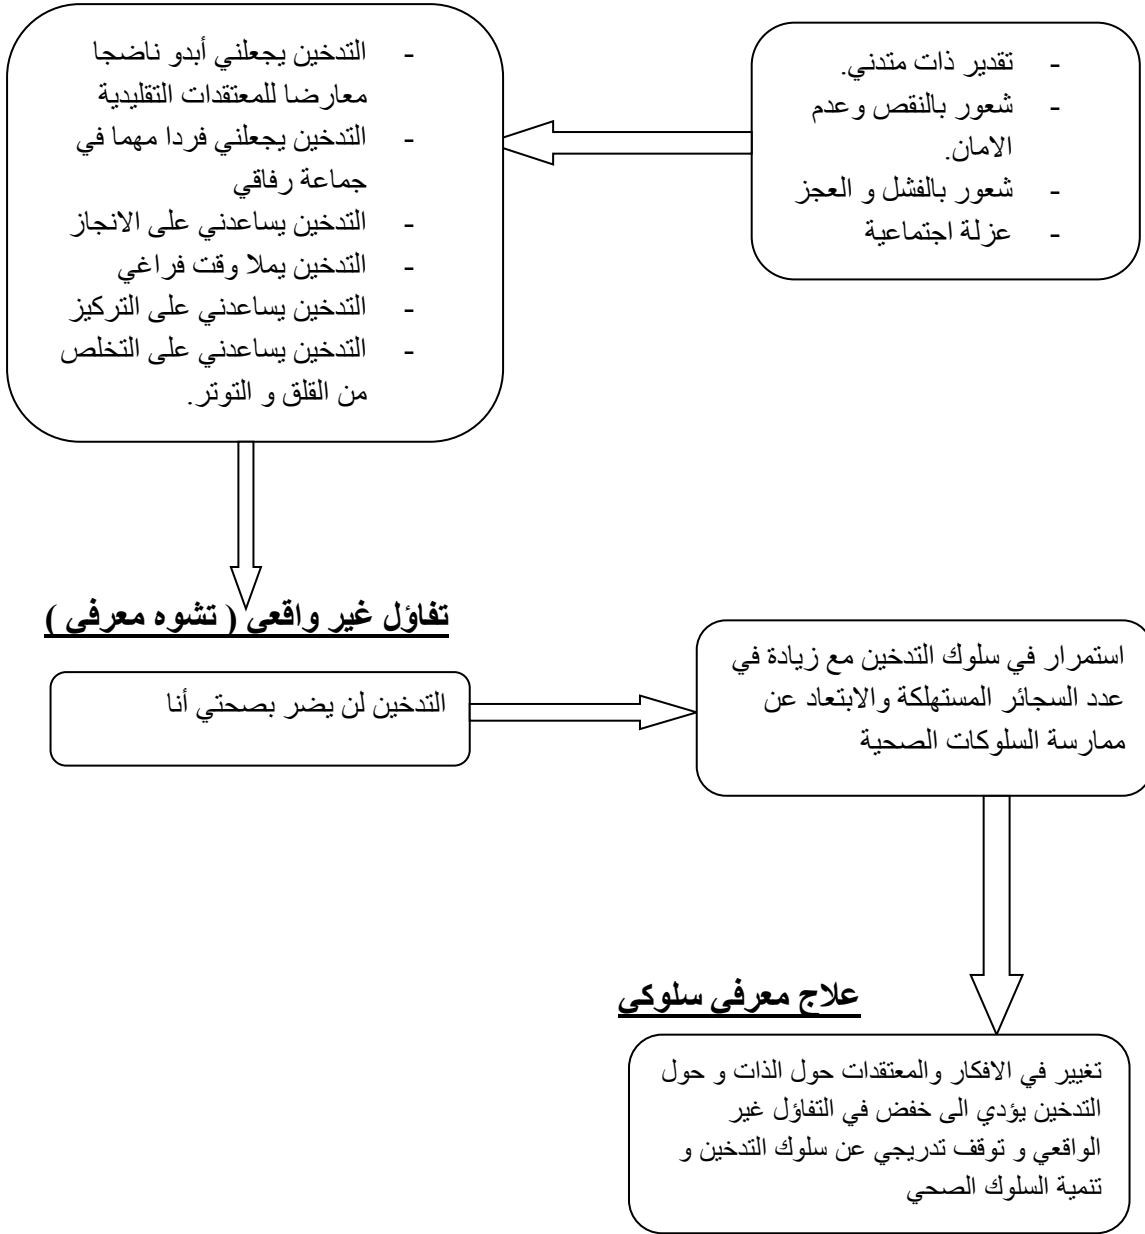 - تقدير ذات متدني.
- شعور بالنقص وعدم
الامان.
- شعور بالفشل و العجز
- عزلة اجتماعية
- التدخين يجعلني أبدو ناضجا
معارضا للمعتقدات التقليدية
- التدخين يجعلني فردا مهما في
جماعة رفاقي
- التدخين يساعدني على الانجاز
- التدخين يملا وقت فراغي
- التدخين يساعدني على التركيز
- التدخين يساعدني على التخلص
من القلق و التوتر.
تفاؤل غير واقعي ( تشوه معرفي )
التدخين لن يضر بصحتي أنا
استمرار في سلوك التدخين مع زيادة في
عدد السجائر المستهلكة والابتعاد عن
ممارسة السلوكات الصحية
علاج معرفي سلوكي
تغيير في الافكار والمعتقدات حول الذات و حول
التدخين يؤدي الى خفض في التفاؤل غير
الواقعي و توقف تدريجي عن سلوك التدخين و
تنمية السلوك الصحي